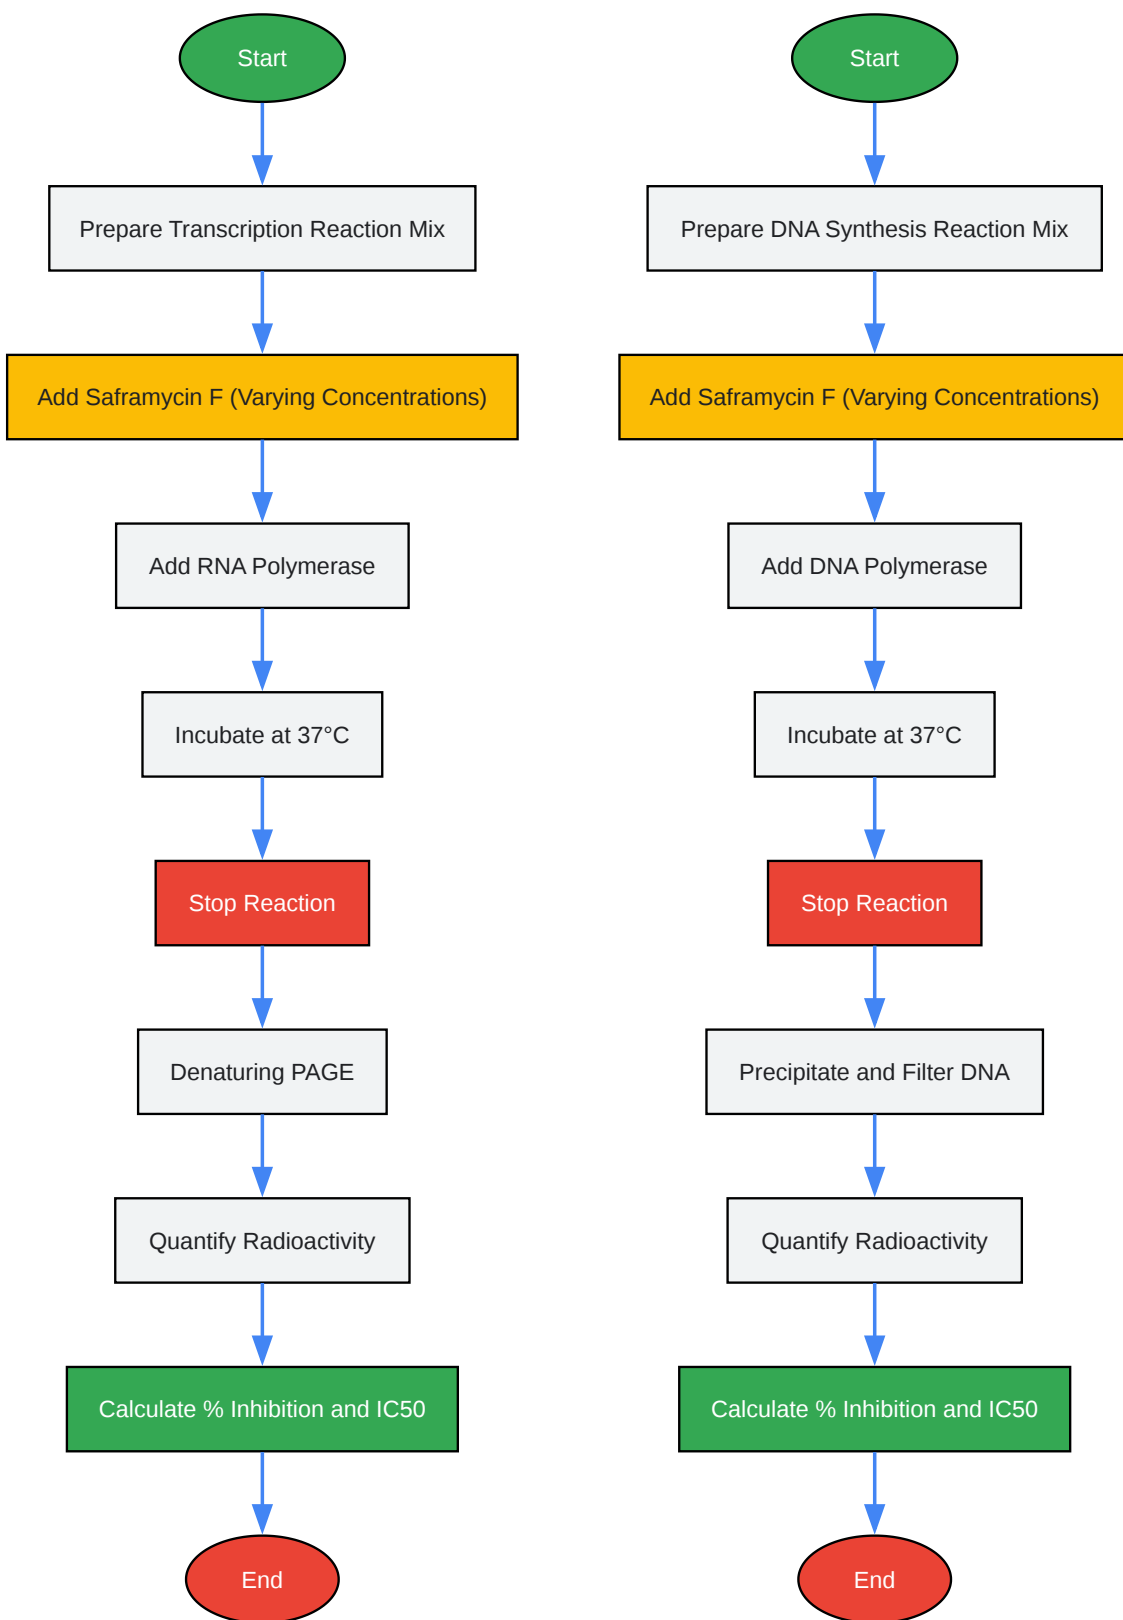 Start
Prepare Transcription Reaction Mix
Add Saframycin F (Varying Concentrations)
Add RNA Polymerase
Incubate at 37°C
Stop Reaction
Denaturing PAGE
Quantify Radioactivity
Calculate % Inhibition and IC50
End
Start
Prepare DNA Synthesis Reaction Mix
Add Saframycin F (Varying Concentrations)
Add DNA Polymerase
Incubate at 37°C
Stop Reaction
Precipitate and Filter DNA
Quantify Radioactivity
Calculate % Inhibition and IC50
End